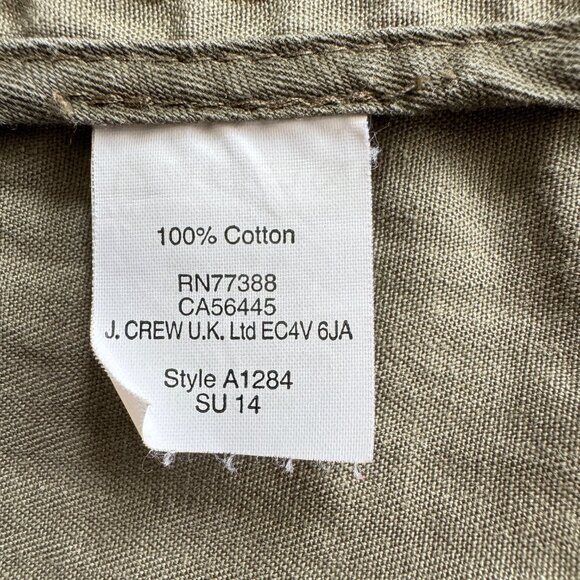 100% Cotton
RN77388
CA56445
J. CREW U.K. Ltd EC4V 6JA
Style A1284
SU 14